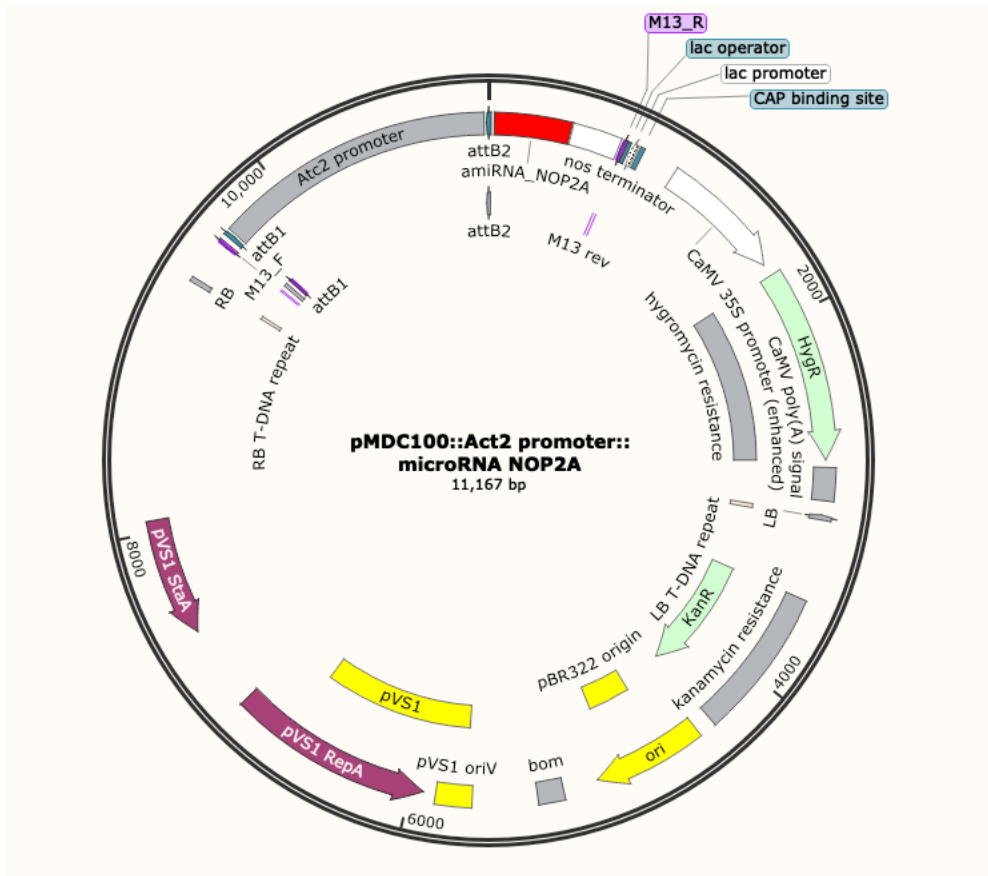 M13_R
lac operator
lac promoter
CAP binding site
Atc2 promoter
attB2
amiRNA_NOP2A
nos terminator
attB2
M13 rev
10,000
attB1
M13_F
RB
attB1
RB T-DNA repeat
CaMV 35S promoter (enhanced)
2000
HygR
hygromycin resistance
CaMV poly(A) signal
LB
LB T-DNA repeat
pMDC100::Act2 promoter::
microRNA NOP2A
11,167 bp
KanR
kanamycin resistance
4000
pBR322 origin
ori
bom
pVS1 oriV
6000
pVS1
pVS1 RepA
pVS1 StaA
8000